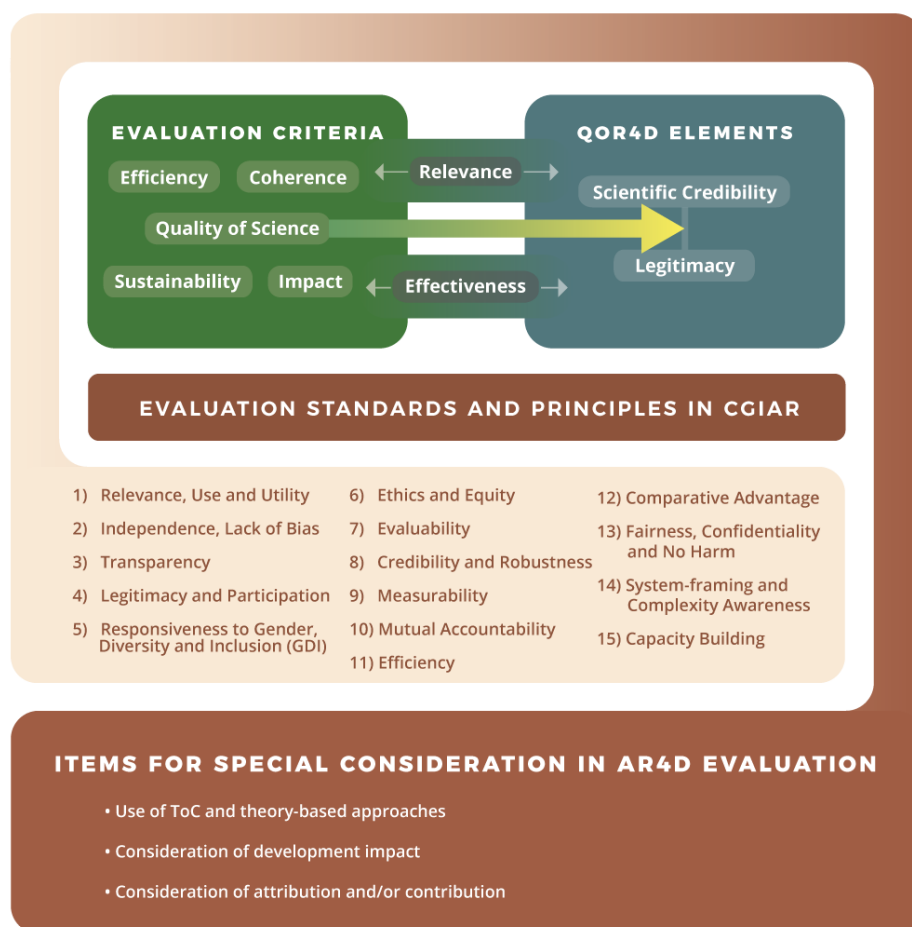 EVALUATION CRITERIA
Efficiency
Coherence
Quality of Science
Sustainability
Impact
Relevance
Effectiveness
QOR4D ELEMENTS
Scientific Credibility
Legitimacy
EVALUATION STANDARDS AND PRINCIPLES IN CGIAR
1) Relevance, Use and Utility
2) Independence, Lack of Bias
3) Transparency
4) Legitimacy and Participation
5) Responsiveness to Gender,
Diversity and Inclusion (GDI)
6) Ethics and Equity
7) Evaluability
8) Credibility and Robustness
9) Measurability
10) Mutual Accountability
11) Efficiency
12) Comparative Advantage
13) Fairness, Confidentiality
and No Harm
14) System-framing and
Complexity Awareness
15) Capacity Building
ITEMS FOR SPECIAL CONSIDERATION IN AR4D EVALUATION
• Use of ToC and theory-based approaches
• Consideration of development impact
• Consideration of attribution and/or contribution